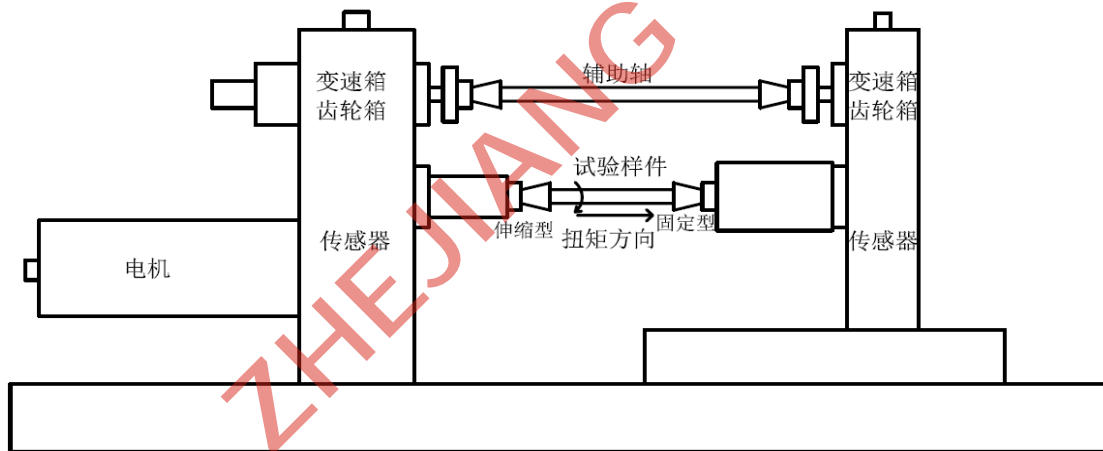 辅助轴
变速箱
齿轮箱
变速箱
齿轮箱
试验样件
伸缩型
固定型
扭矩方向
传感器
传感器
电机
ZHEJIANG